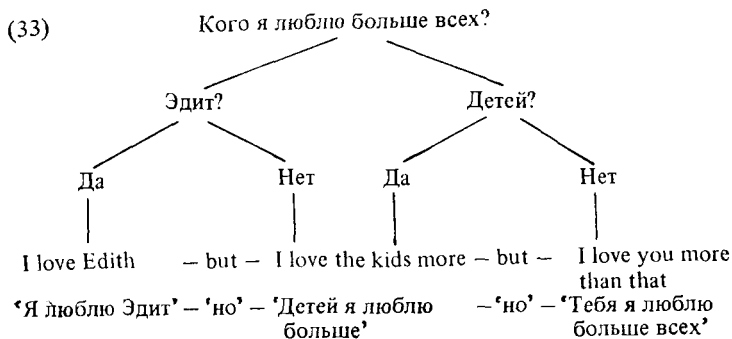 (33)
Кого я люблю больше всех?
Эдит?
Детей?
Да
Нет
Да
Нет
I love Edith – but – I love the kids more – but – I love you more
than that
‘Я люблю Эдит’ – ‘но’ – ‘Детей я люблю – ‘но’ – ‘Тебя я люблю
больше’ больше всех’